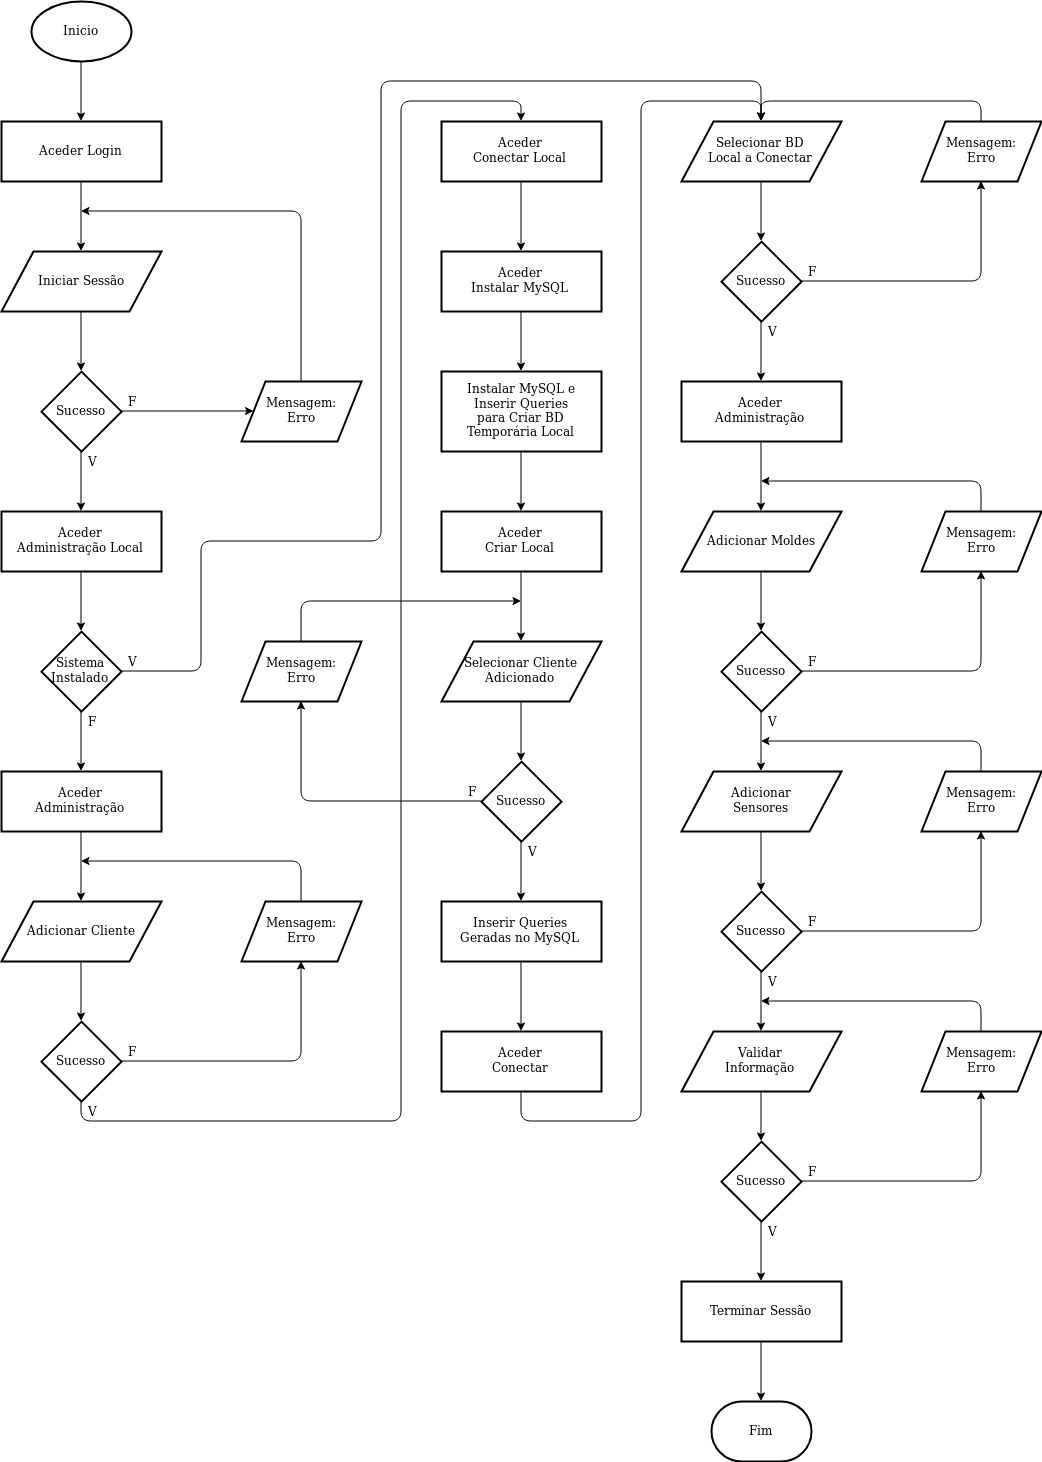 Inicio
Aceder Login
Iniciar Sessão
Sucesso
F
Mensagem:
Erro
V
Aceder
Administração Local
Sistema
Instalado
V
F
Aceder
Administração
Adicionar Cliente
Mensagem:
Erro
Sucesso
F
V
Aceder
Conectar Local
Aceder
Instalar MySQL
Instalar MySQL e
Inserir Queries
para Criar BD
Temporária Local
Aceder
Criar Local
Mensagem:
Erro
Selecionar Cliente
Adicionado
F
Sucesso
V
Inserir Queries
Geradas no MySQL
Aceder
Conectar
Selecionar BD
Local a Conectar
Mensagem:
Erro
Sucesso
F
V
Aceder
Administração
Adicionar Moldes
Mensagem:
Erro
Sucesso
F
V
Adicionar
Sensores
Mensagem:
Erro
Sucesso
F
V
Validar
Informação
Mensagem:
Erro
Sucesso
F
V
Terminar Sessão
Fim